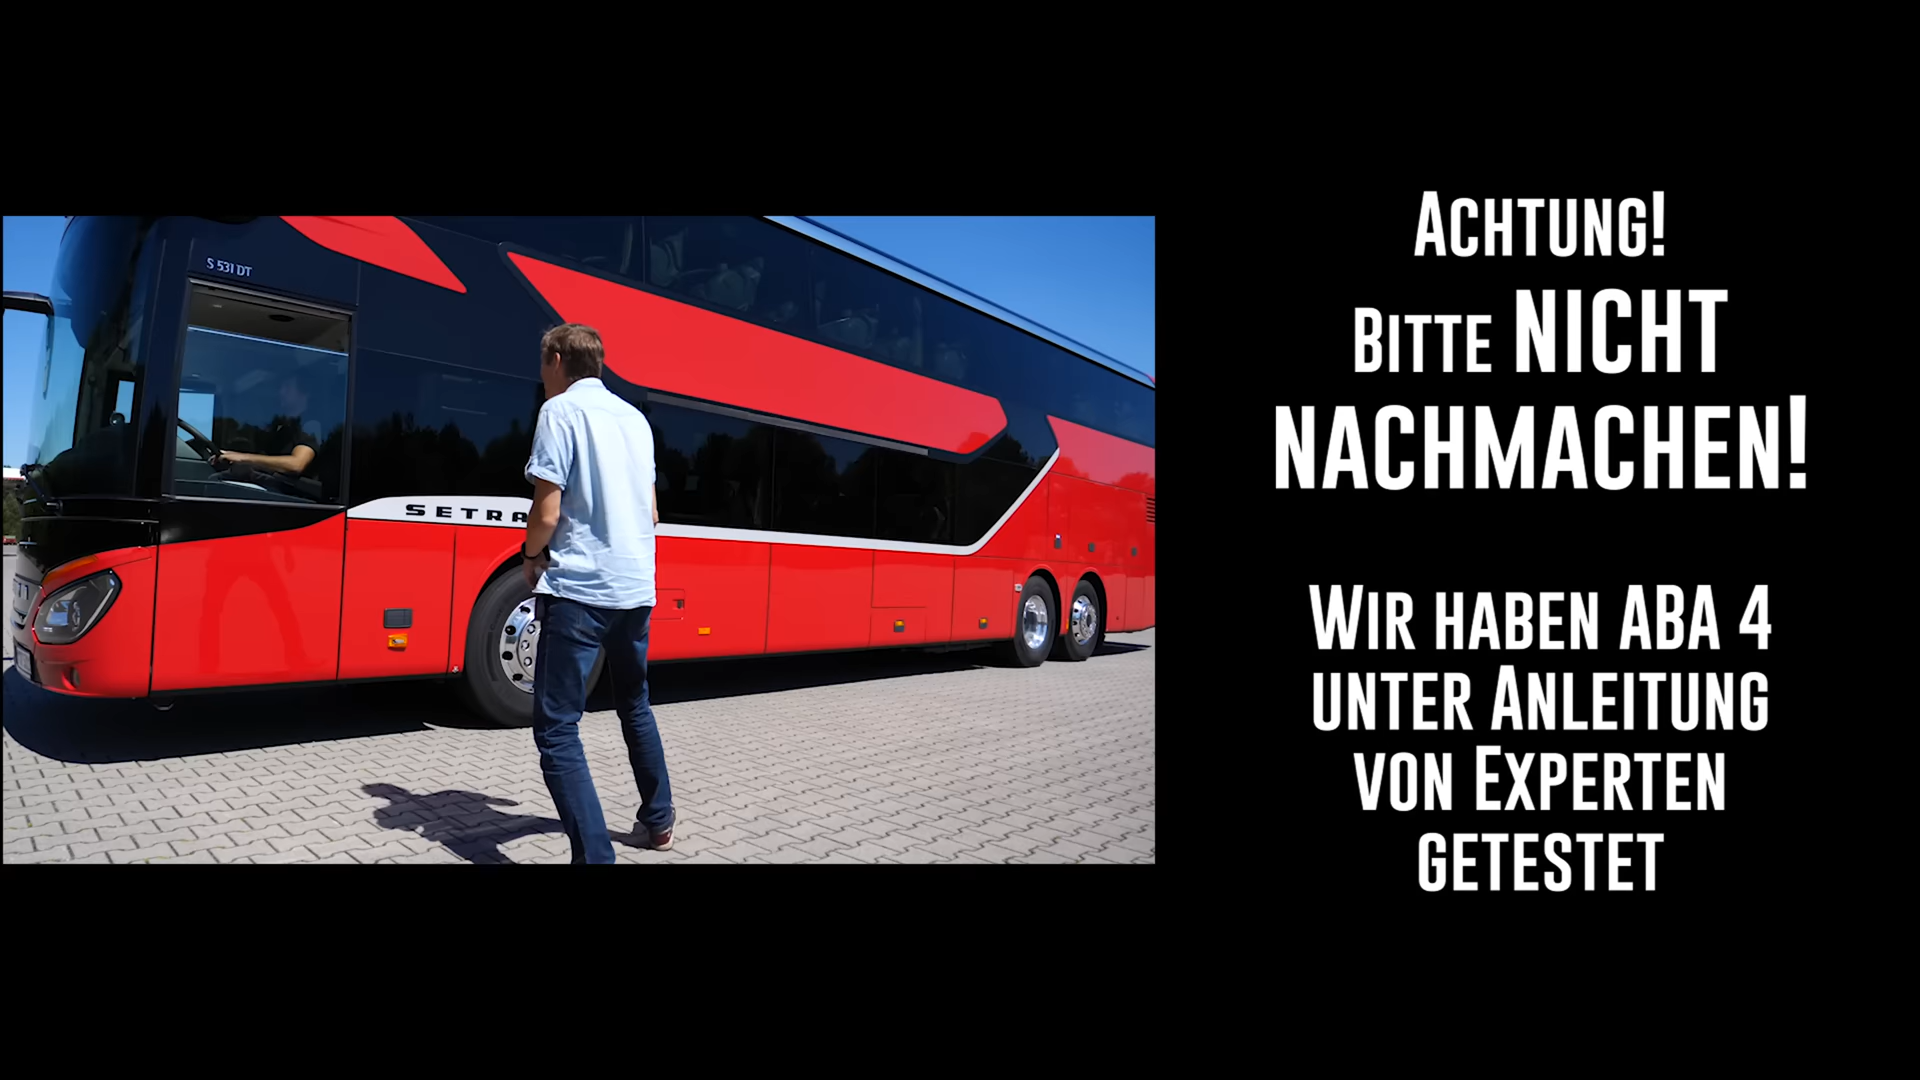 S 531 DT
SETRA
Achtung!
Bitte NICHT
NACHMACHEN!
Wir haben ABA 4
unter Anleitung
von Experten
getestet